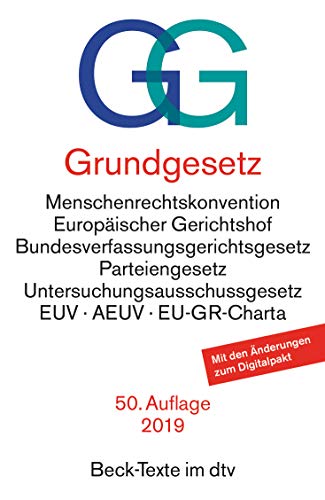 GG
Grundgesetz
Menschenrechtskonvention
Europäischer Gerichtshof
Bundesverfassungsgerichtsgesetz
Parteiengesetz
Untersuchungsausschussgesetz
EUV · AEUV · EU-GR-Charta
Mit den Änderungen
zum Digitalpakt
50. Auflage
2019
Beck-Texte im dtv